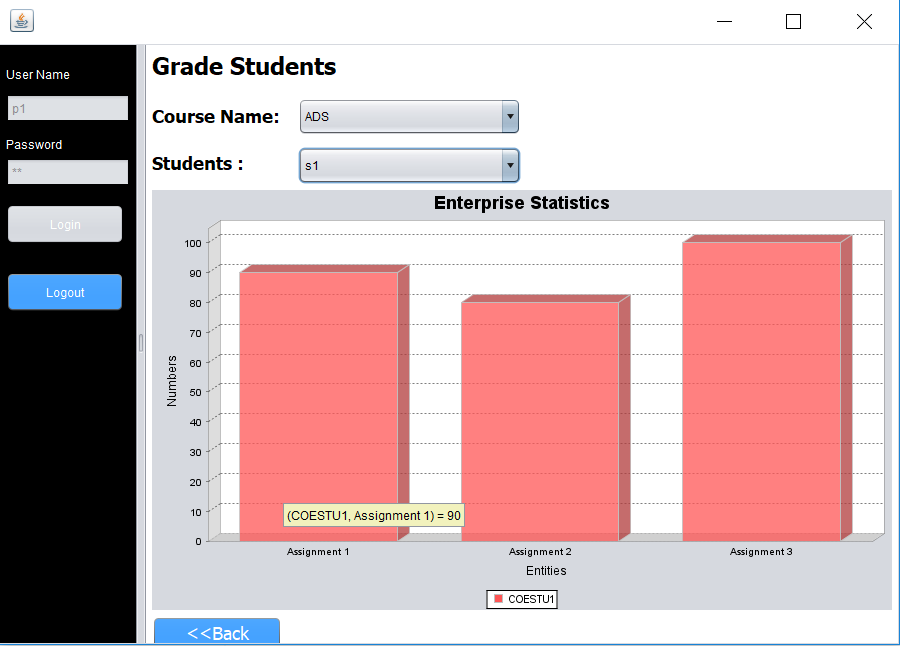 User Name
p1
Password
**
Login
Logout
Grade Students
Course Name:
ADS
Students :
s1
Enterprise Statistics
Numbers
100
90
80
70
60
50
40
30
20
10
0
(COESTU1, Assignment 1) = 90
Assignment 1
Assignment 2
Assignment 3
Entities
COESTU1
<<Back